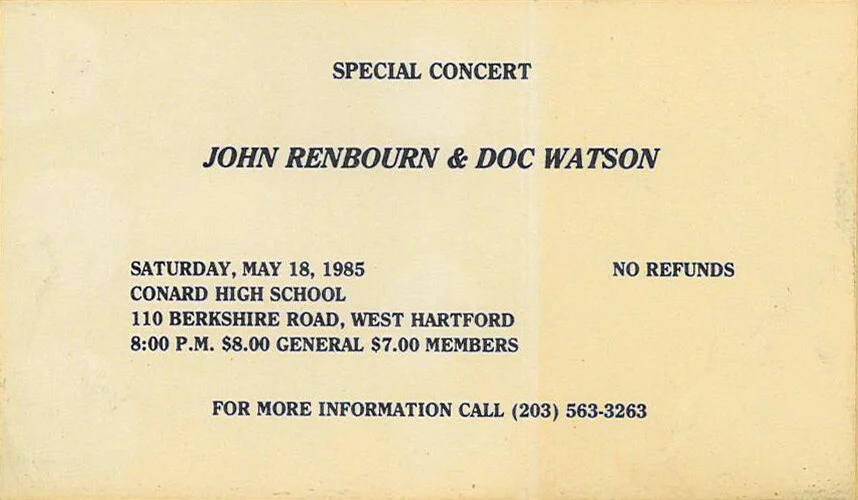 SPECIAL CONCERT
JOHN RENBOURN & DOC WATSON
SATURDAY, MAY 18, 1985
NO REFUNDS
CONARD HIGH SCHOOL
110 BERKSHIRE ROAD, WEST HARTFORD
8:00 P.M. $8.00 GENERAL $7.00 MEMBERS
FOR MORE INFORMATION CALL (203) 563-3263